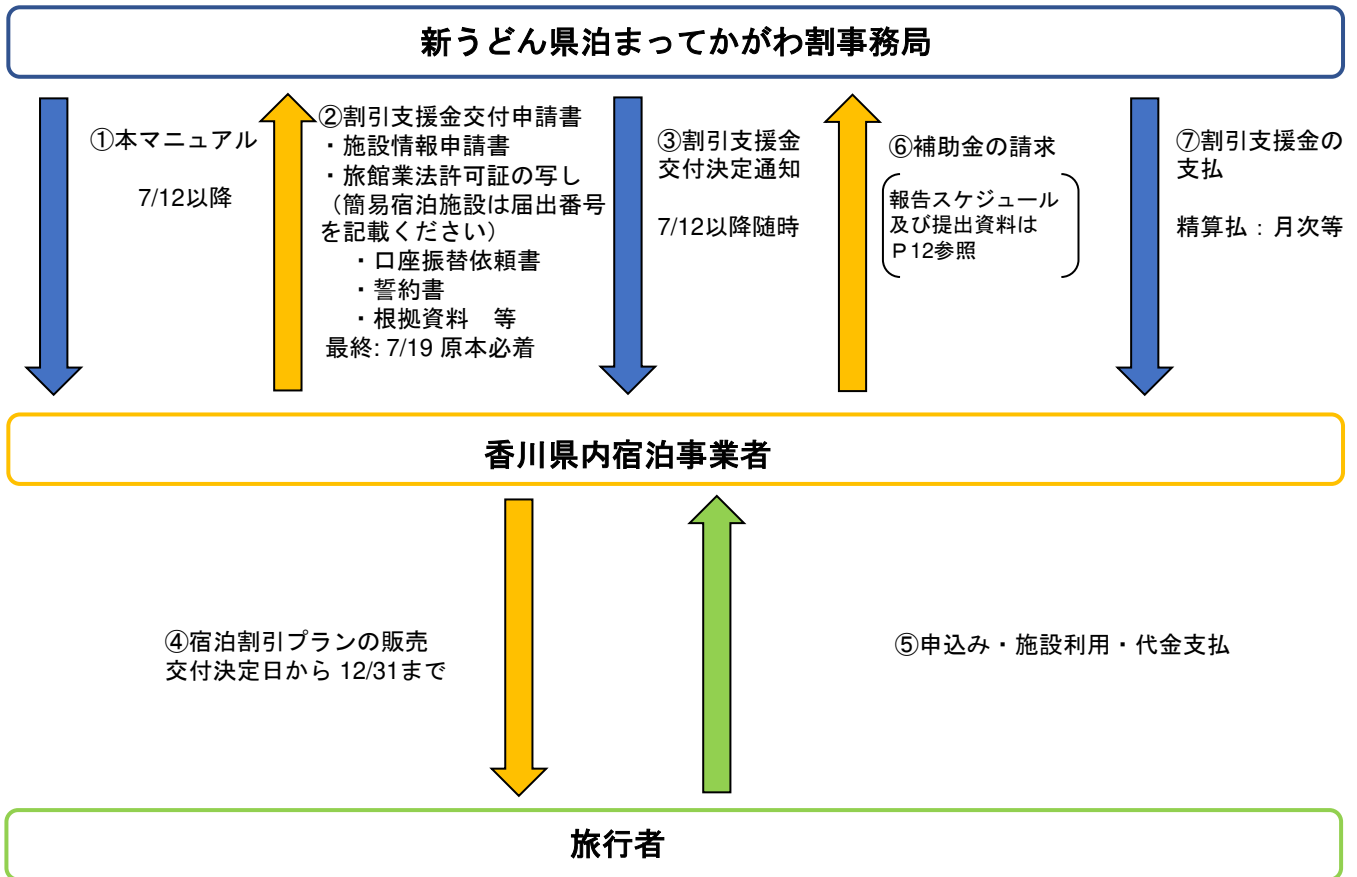 新うどん県泊まってかがわ割事務局
①本マニュアル
7/12以降
②割引支援金交付申請書
・施設情報申請書
・旅館業法許可証の写し
（簡易宿泊施設は届出番号
を記載ください）
・口座振替依頼書
・誓約書
・根拠資料　等
最終: 7/19 原本必着
③割引支援金
交付決定通知
7/12以降随時
⑥補助金の請求
報告スケジュール
及び提出資料は
Ｐ12参照
⑦割引支援金の
支払
精算払：月次等
香川県内宿泊事業者
④宿泊割引プランの販売
交付決定日から 12/31まで
⑤申込み・施設利用・代金支払
旅行者